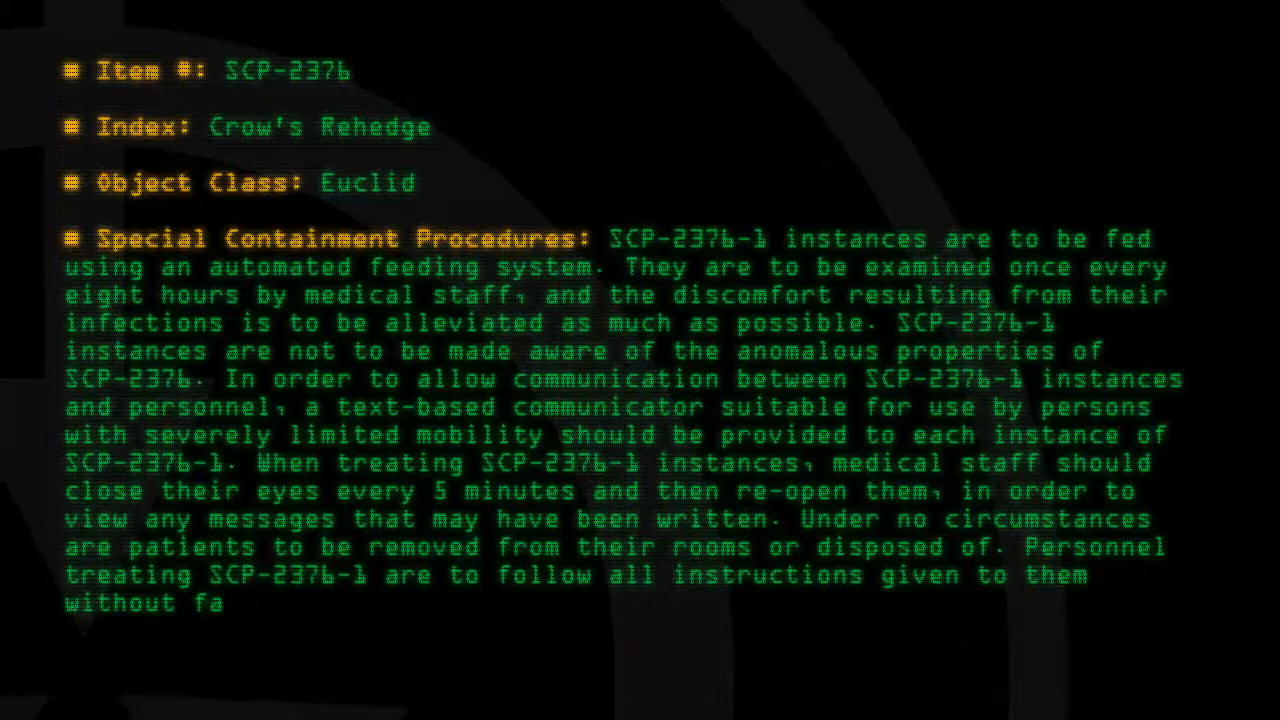 ■ Item #: SCP-2376
■ Index: Crow's Rehedge
■ Object Class: Euclid
■ Special Containment Procedures: SCP-2376-1 instances are to be fed
using an automated feeding system. They are to be examined once every
eight hours by medical staff, and the discomfort resulting from their
infections is to be alleviated as much as possible. SCP-2376-1
instances are not to be made aware of the anomalous properties of
SCP-2376. In order to allow communication between SCP-2376-1 instances
and personnel, a text-based communicator suitable for use by persons
with severely limited mobility should be provided to each instance of
SCP-2376-1. When treating SCP-2376-1 instances, medical staff should
close their eyes every 5 minutes and then re-open them, in order to
view any messages that may have been written. Under no circumstances
are patients to be removed from their rooms or disposed of. Personnel
treating SCP-2376-1 are to follow all instructions given to them
without fa